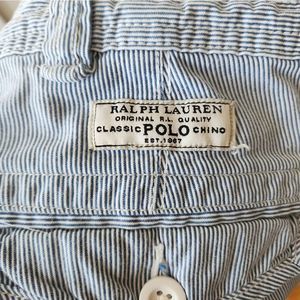 RALPH LAUREN
ORIGINAL R.L. QUALITY
CLASSIC POLO CHINO
EST. 1967